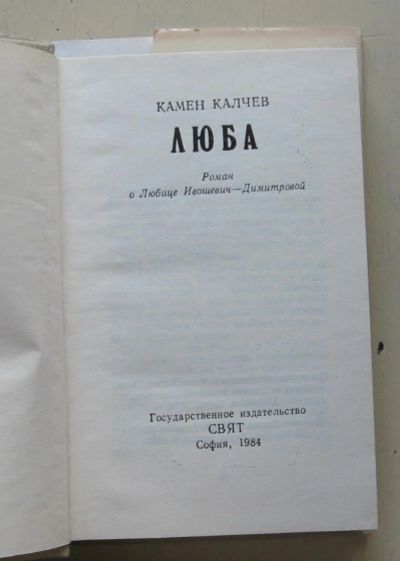 КАМЕН КАЛЧЕВ
ЛЮБА
Роман
о Любице Ивошевич—Димитровой
Государственное издательство
СВЯТ
София, 1984